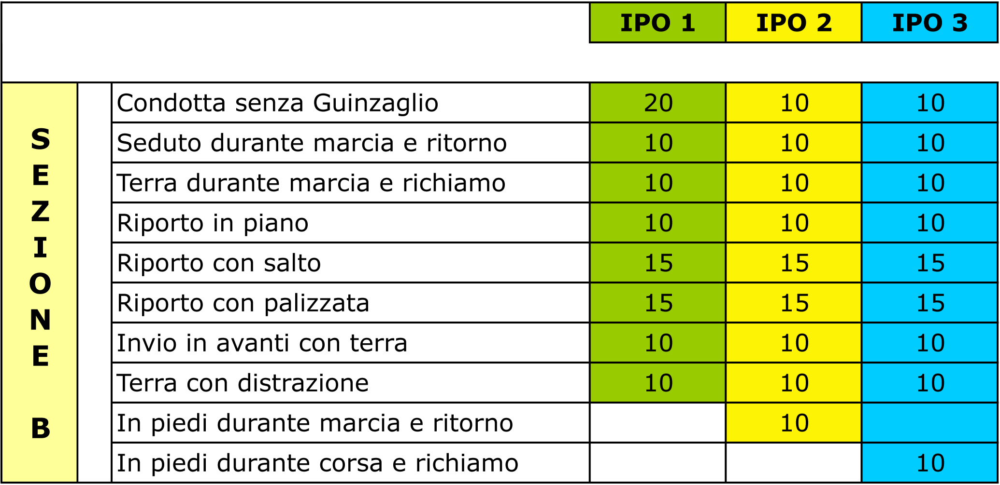 IPO 1 IPO 2 IPO 3
SEZIONE B
Condotta senza Guinzaglio 20 10 10
Seduto durante marcia e ritorno 10 10 10
Terra durante marcia e richiamo 10 10 10
Riporto in piano 10 10 10
Riporto con salto 15 15 15
Riporto con palizzata 15 15 15
Invio in avanti con terra 10 10 10
Terra con distrazione 10 10 10
In piedi durante marcia e ritorno 10
In piedi durante corsa e richiamo 10